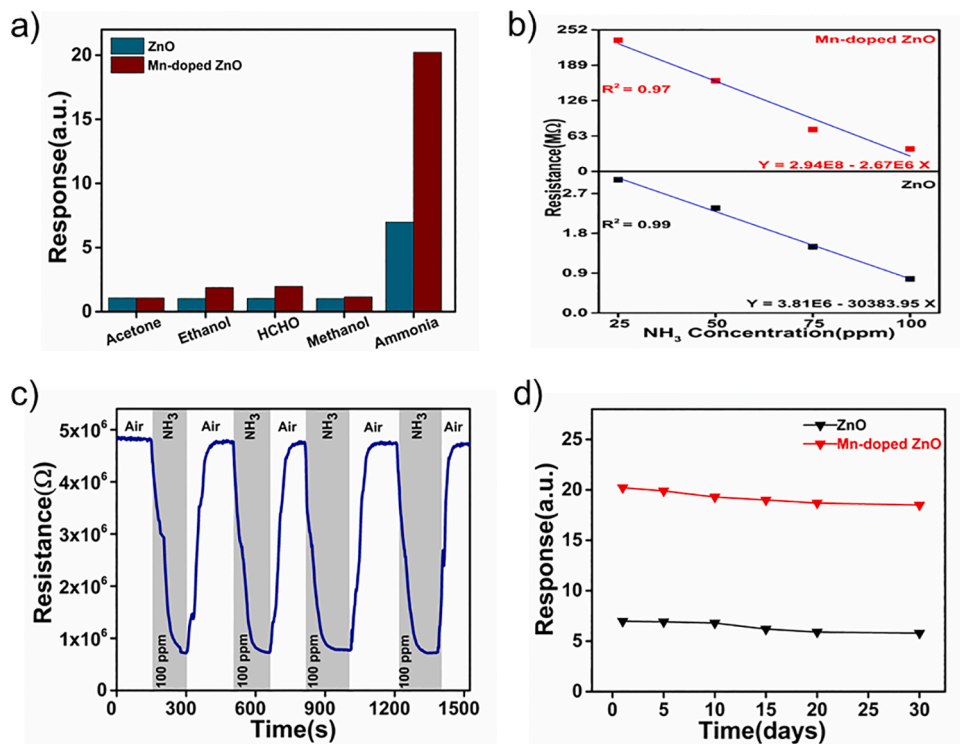 a)
Response(a.u.)
20
15
10
5
0
ZnO
Mn-doped ZnO
Acetone
Ethanol
HCHO
Methanol
Ammonia
b)
Resistance(MΩ)
252
189
126
63
0
Mn-doped ZnO
R² = 0.97
Y = 2.94E8 - 2.67E6 X
2.7
1.8
0.9
0.0
ZnO
R² = 0.99
Y = 3.81E6 - 30383.95 X
25 50 75 100
NH₃ Concentration(ppm)
c)
Resistance(Ω)
5x10⁶
4x10⁶
3x10⁶
2x10⁶
1x10⁶
0
Air NH3 Air NH3 Air NH3 Air NH3 Air
100 ppm 100 ppm 100 ppm 100 ppm
0 300 600 900 1200 1500
Time(s)
d)
Response(a.u.)
25
20
15
10
5
0
ZnO
Mn-doped ZnO
0 5 10 15 20 25 30
Time(days)